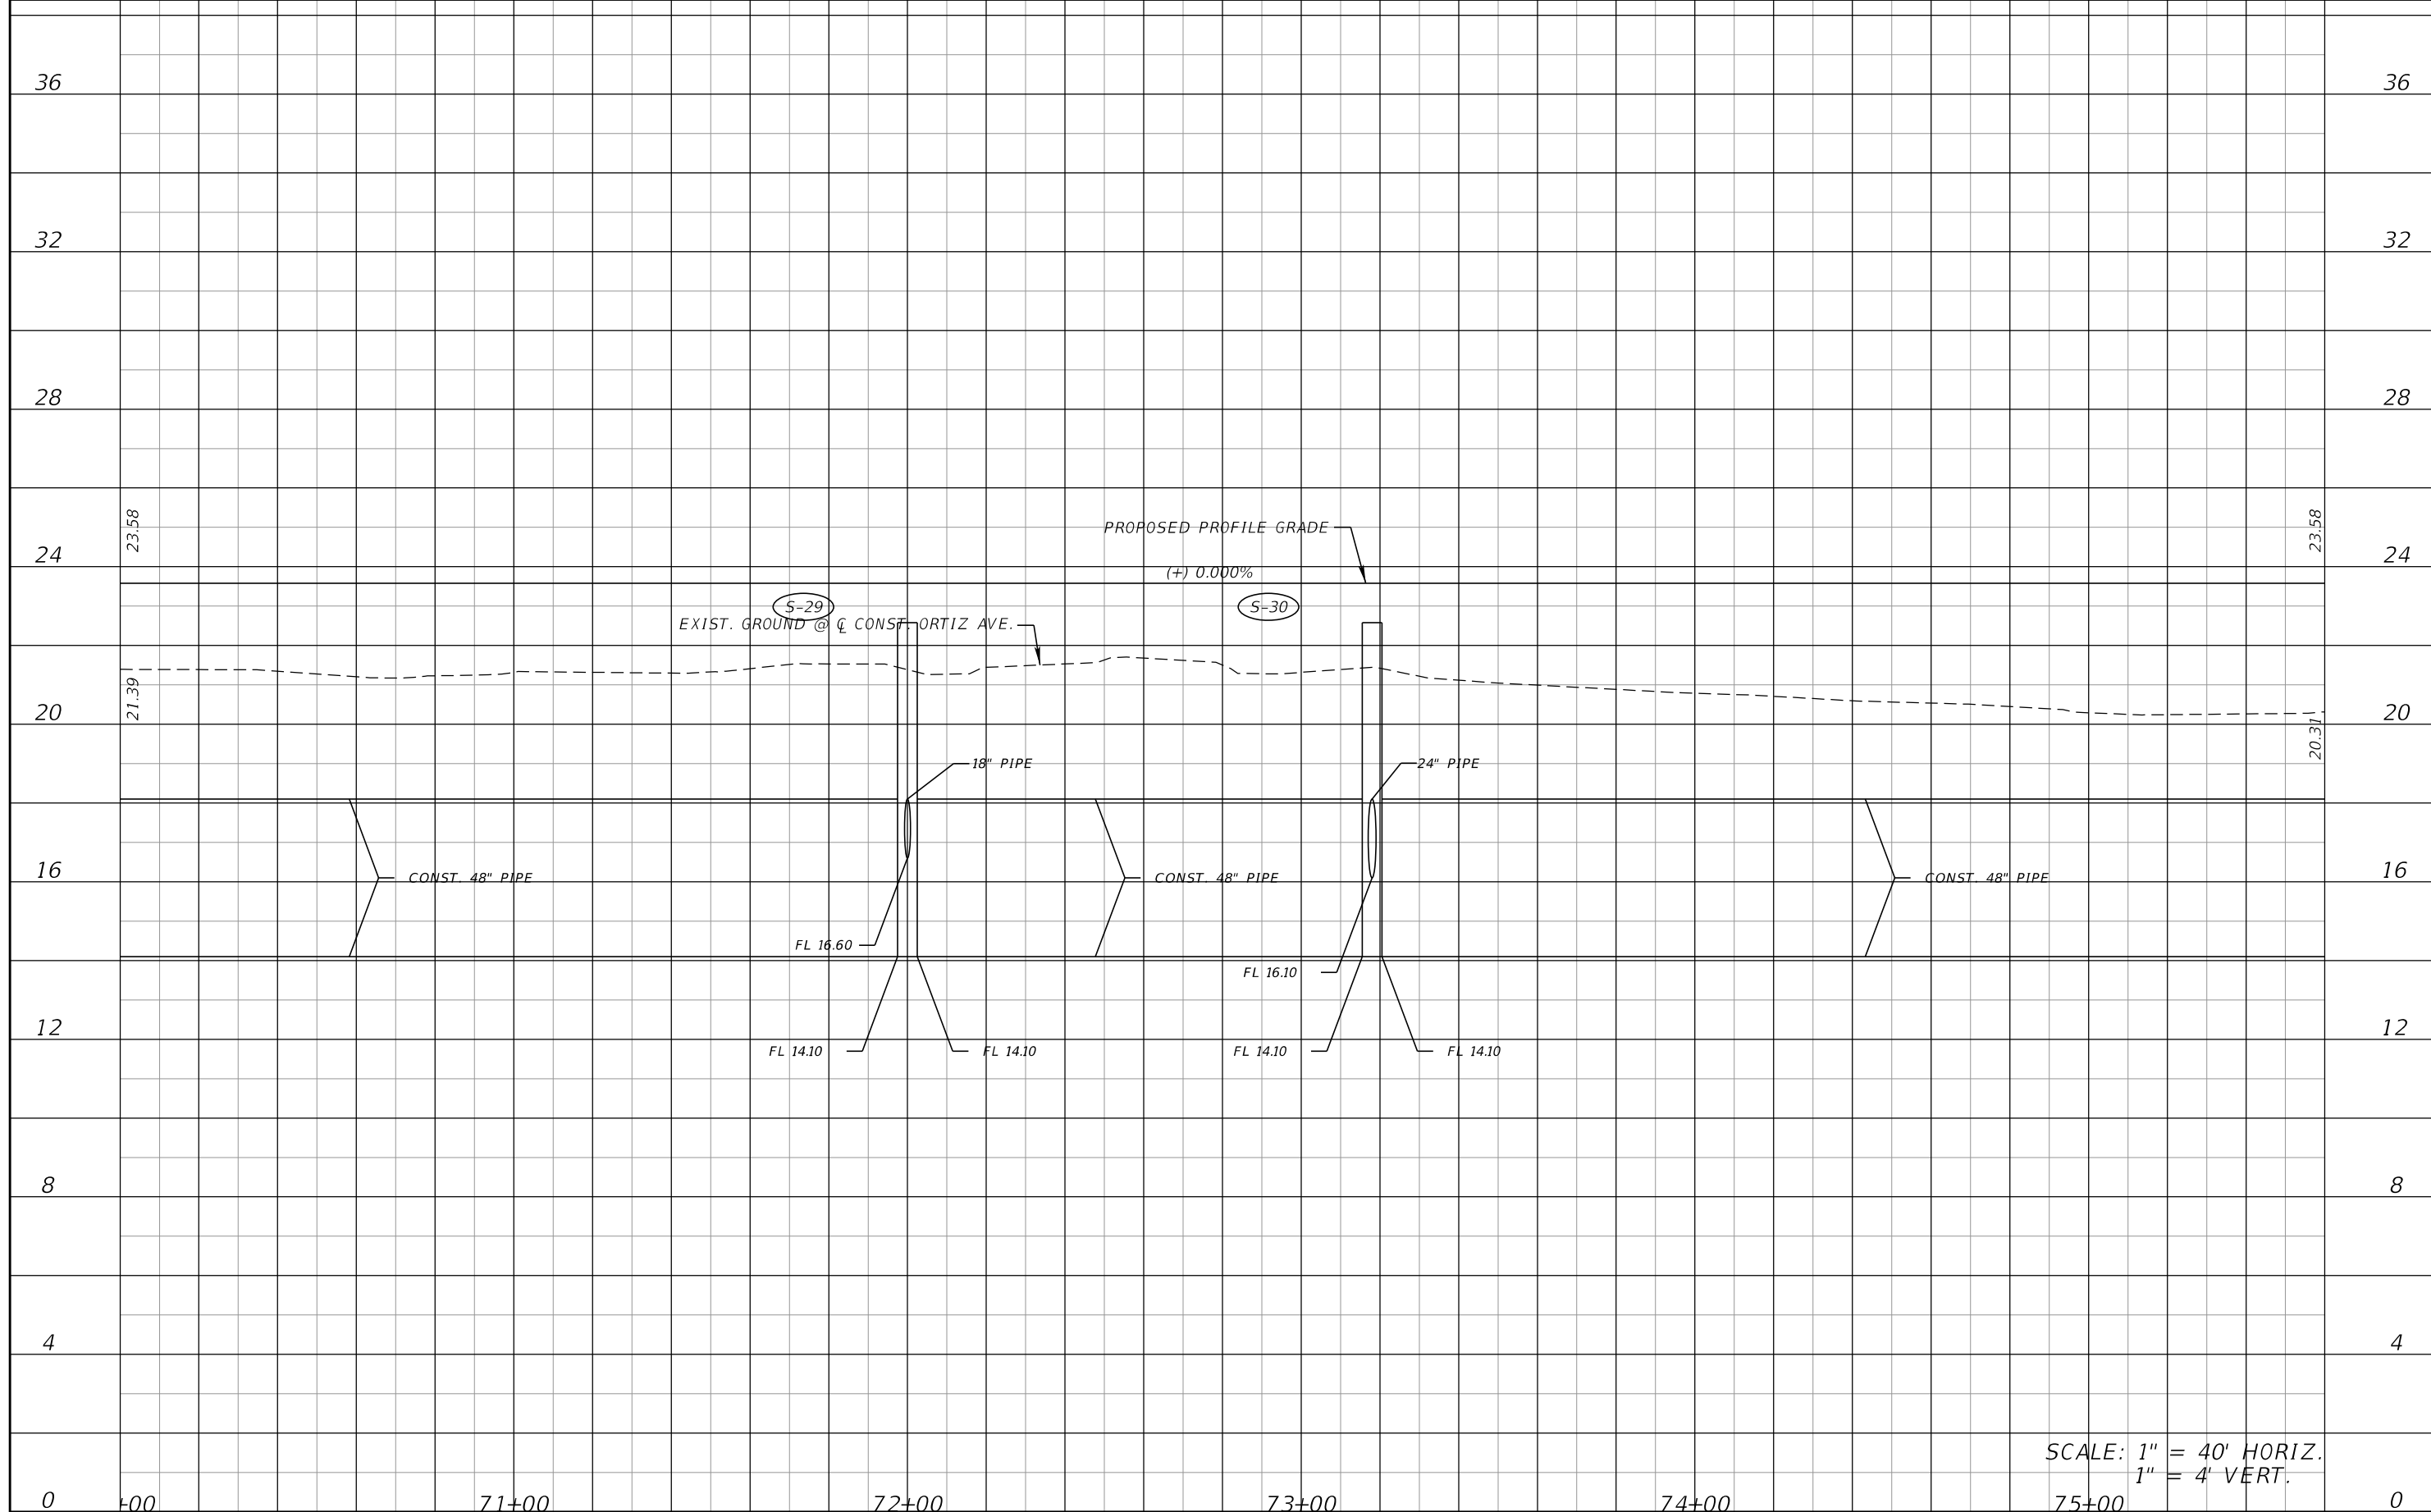 36 36
32 32
28 28
23.58 23.58
PROPOSED PROFILE GRADE
24 24
(+) 0.000%
S-29 S-30
EXIST. GROUND @ ℄ CONST. ORTIZ AVE.
21.39
20 20
20.31
18" PIPE 24" PIPE
16 16
CONST. 48" PIPE CONST. 48" PIPE CONST. 48" PIPE
FL 16.60
FL 16.10
12 12
FL 14.10 FL 14.10 FL 14.10 FL 14.10
8 8
4 4
SCALE: 1" = 40' HORIZ.
1" = 4' VERT.
0 0
+00 71+00 72+00 73+00 74+00 75+00